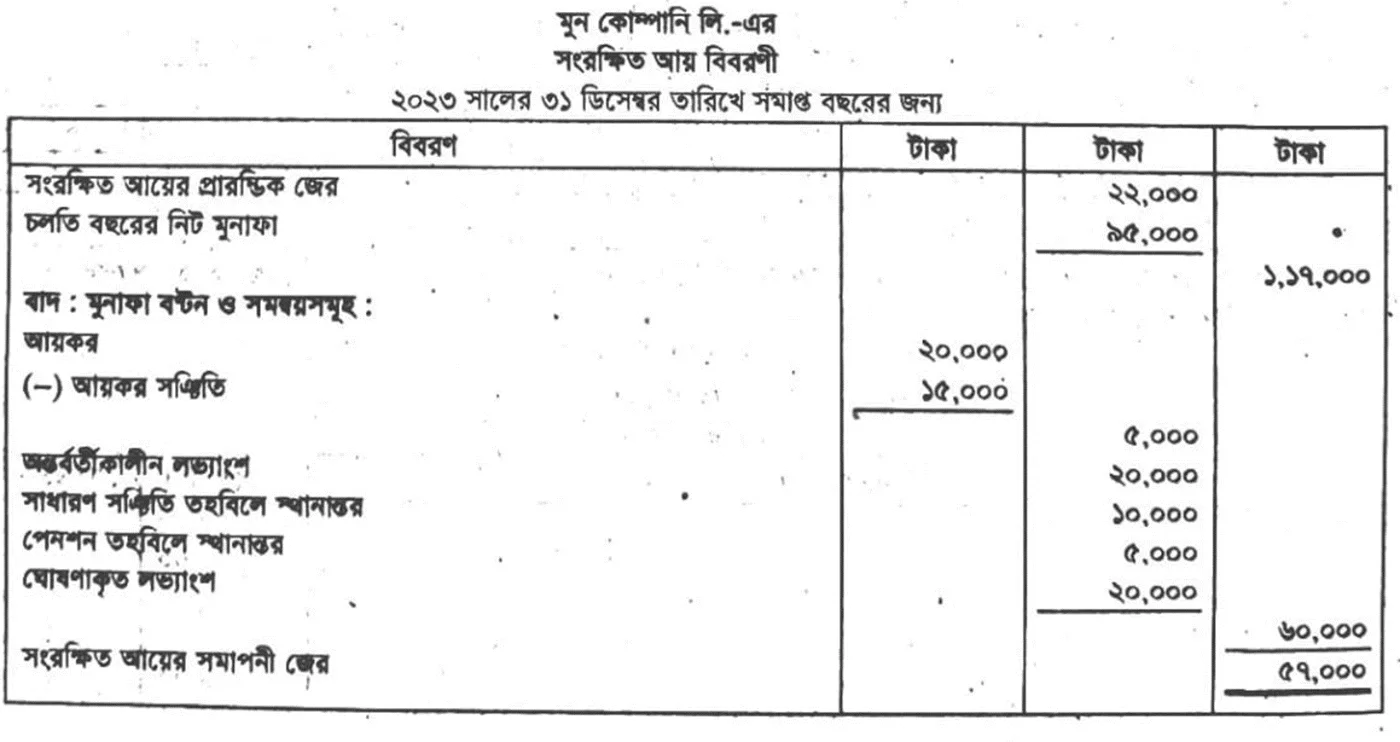 মুন কোম্পানি লি.-এর
সংরক্ষিত আয় বিবরণী
২০২৩ সালের ৩১ ডিসেম্বর তারিখে সমাপ্ত বছরের জন্য
বিবরণ টাকা টাকা টাকা
সংরক্ষিত আয়ের প্রারম্ভিক জের ২২,০০০
চলতি বছরের নিট মুনাফা ৯৫,০০০
১,১৭,০০০
বাদ : মুনাফা বণ্টন ও সমন্বয়সমূহ :
আয়কর ২০,০০০
(–) আয়কর সঞ্চিতি ১৫,০০০
৫,০০০
অন্তর্বর্তীকালীন লভ্যাংশ ২০,০০০
সাধারণ সঞ্চিতি তহবিলে স্থানান্তর ১০,০০০
পেনশন তহবিলে স্থানান্তর ৫,০০০
ঘোষণাকৃত লভ্যাংশ ২০,০০০
৬০,০০০
সংরক্ষিত আয়ের সমাপনী জের ৫৭,০০০